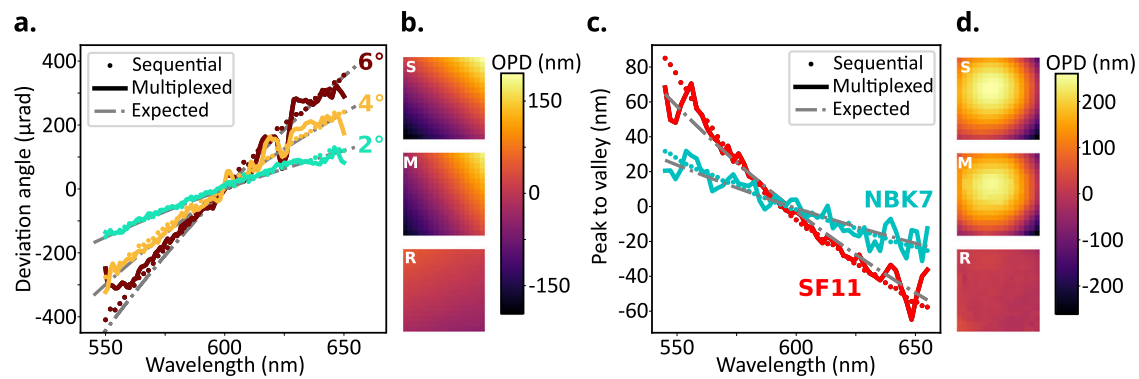 a.
400
200
0
-200
-400
Deviation angle (μrad)
550
600
650
Wavelength (nm)
Sequential
Multiplexed
Expected
6°
4°
2°
b.
S
M
R
OPD (nm)
150
0
-150
c.
80
60
40
20
0
-20
-40
-60
Peak to valley (nm)
550
600
650
Wavelength (nm)
Sequential
Multiplexed
Expected
NBK7
SF11
d.
S
M
R
OPD (nm)
200
100
0
-100
-200